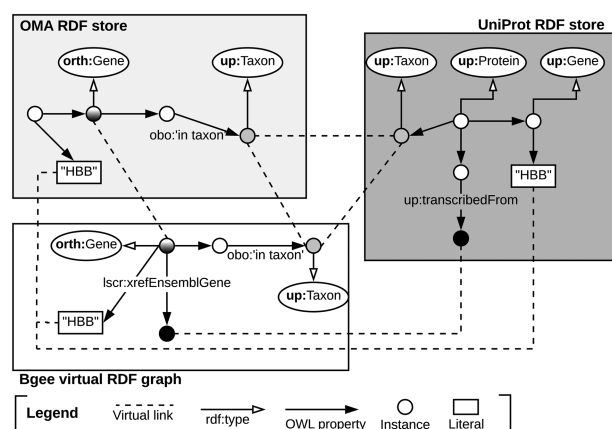 OMA RDF store
UniProt RDF store
orth:Gene
up:Taxon
up:Taxon
up:Protein
up:Gene
obo:'in taxon'
"HBB"
"HBB"
up:transcribedFrom
orth:Gene
obo:'in taxon'
lscr:xrefEnsemblGene
up:Taxon
"HBB"
Bgee virtual RDF graph
Legend
Virtual link
rdf:type
OWL property
Instance
Literal